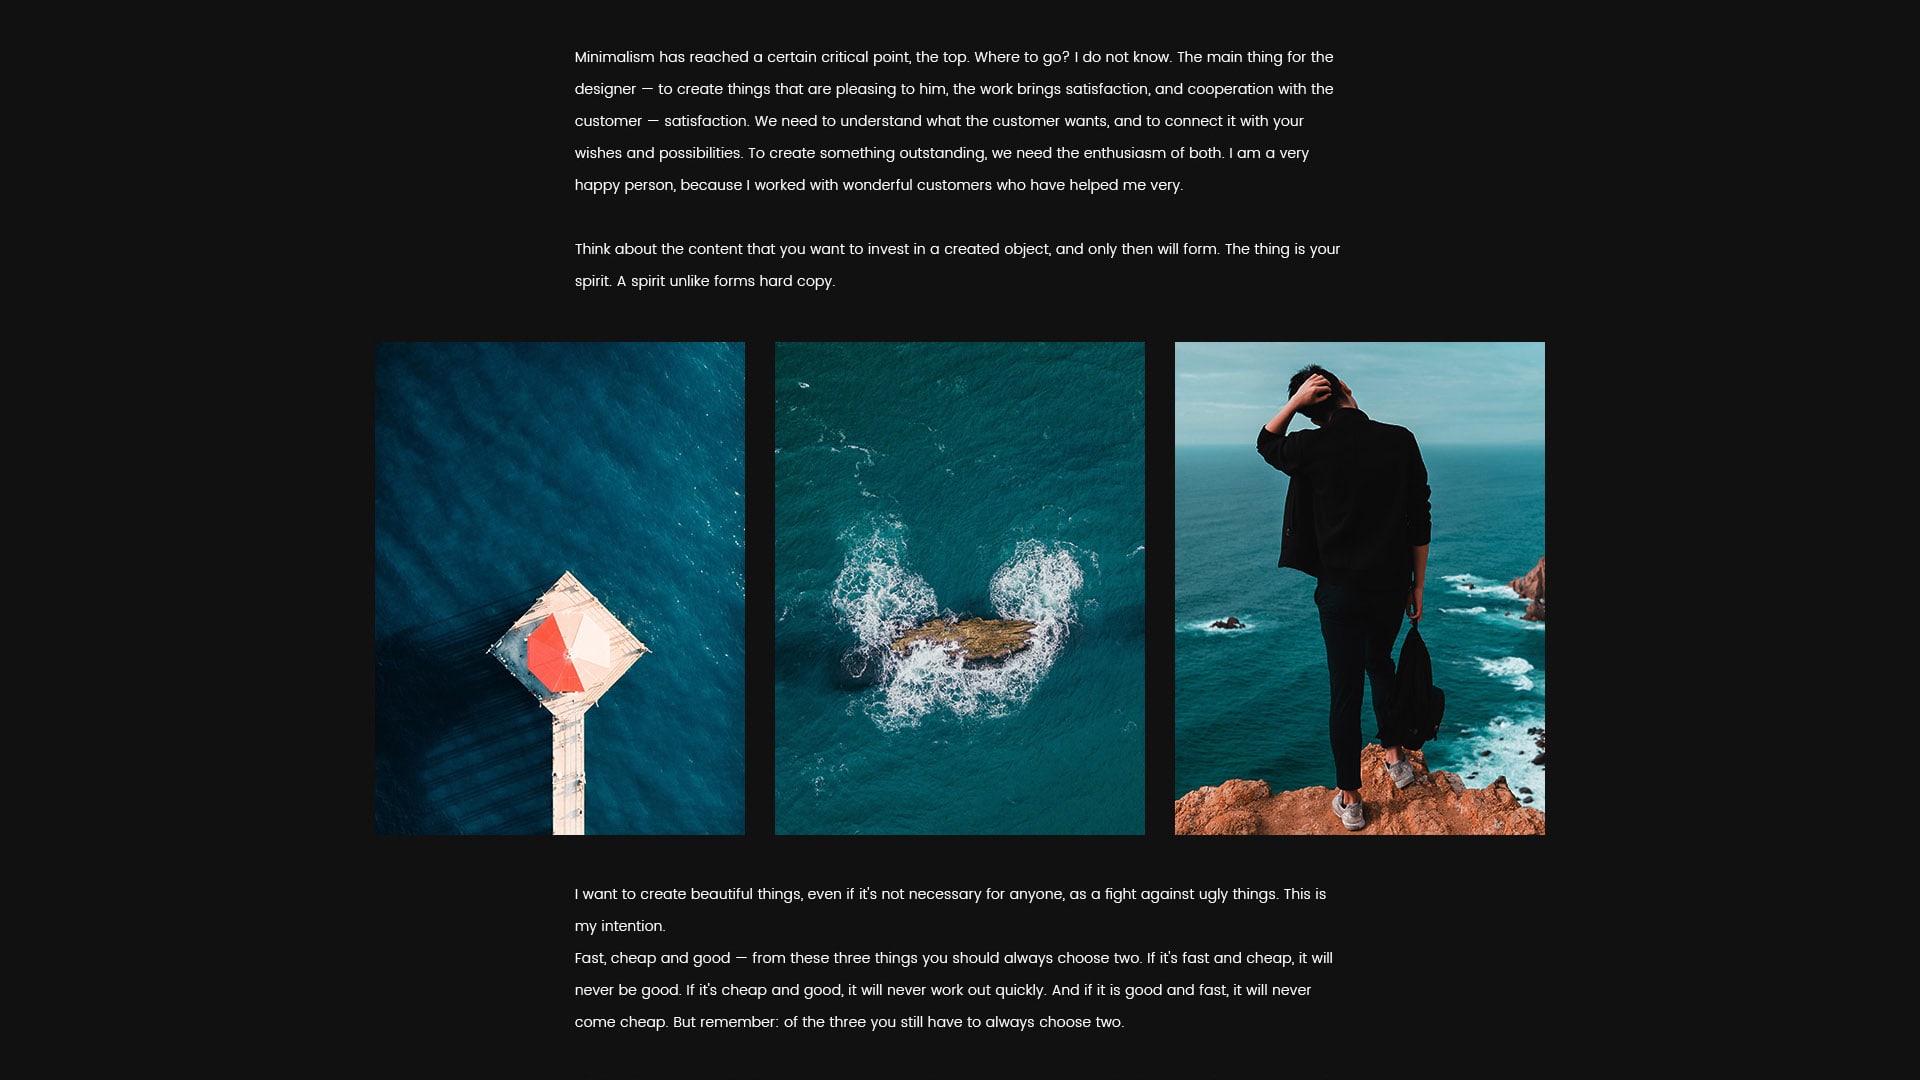 Minimalism has reached a certain critical point, the top. Where to go? I do not know. The main thing for the
designer — to create things that are pleasing to him, the work brings satisfaction, and cooperation with the
customer — satisfaction. We need to understand what the customer wants, and to connect it with your
wishes and possibilities. To create something outstanding, we need the enthusiasm of both. I am a very
happy person, because I worked with wonderful customers who have helped me very.
Think about the content that you want to invest in a created object, and only then will form. The thing is your
spirit. A spirit unlike forms hard copy.
I want to create beautiful things, even if it's not necessary for anyone, as a fight against ugly things. This is
my intention.
Fast, cheap and good — from these three things you should always choose two. If it's fast and cheap, it will
never be good. If it's cheap and good, it will never work out quickly. And if it is good and fast, it will never
come cheap. But remember: of the three you still have to always choose two.